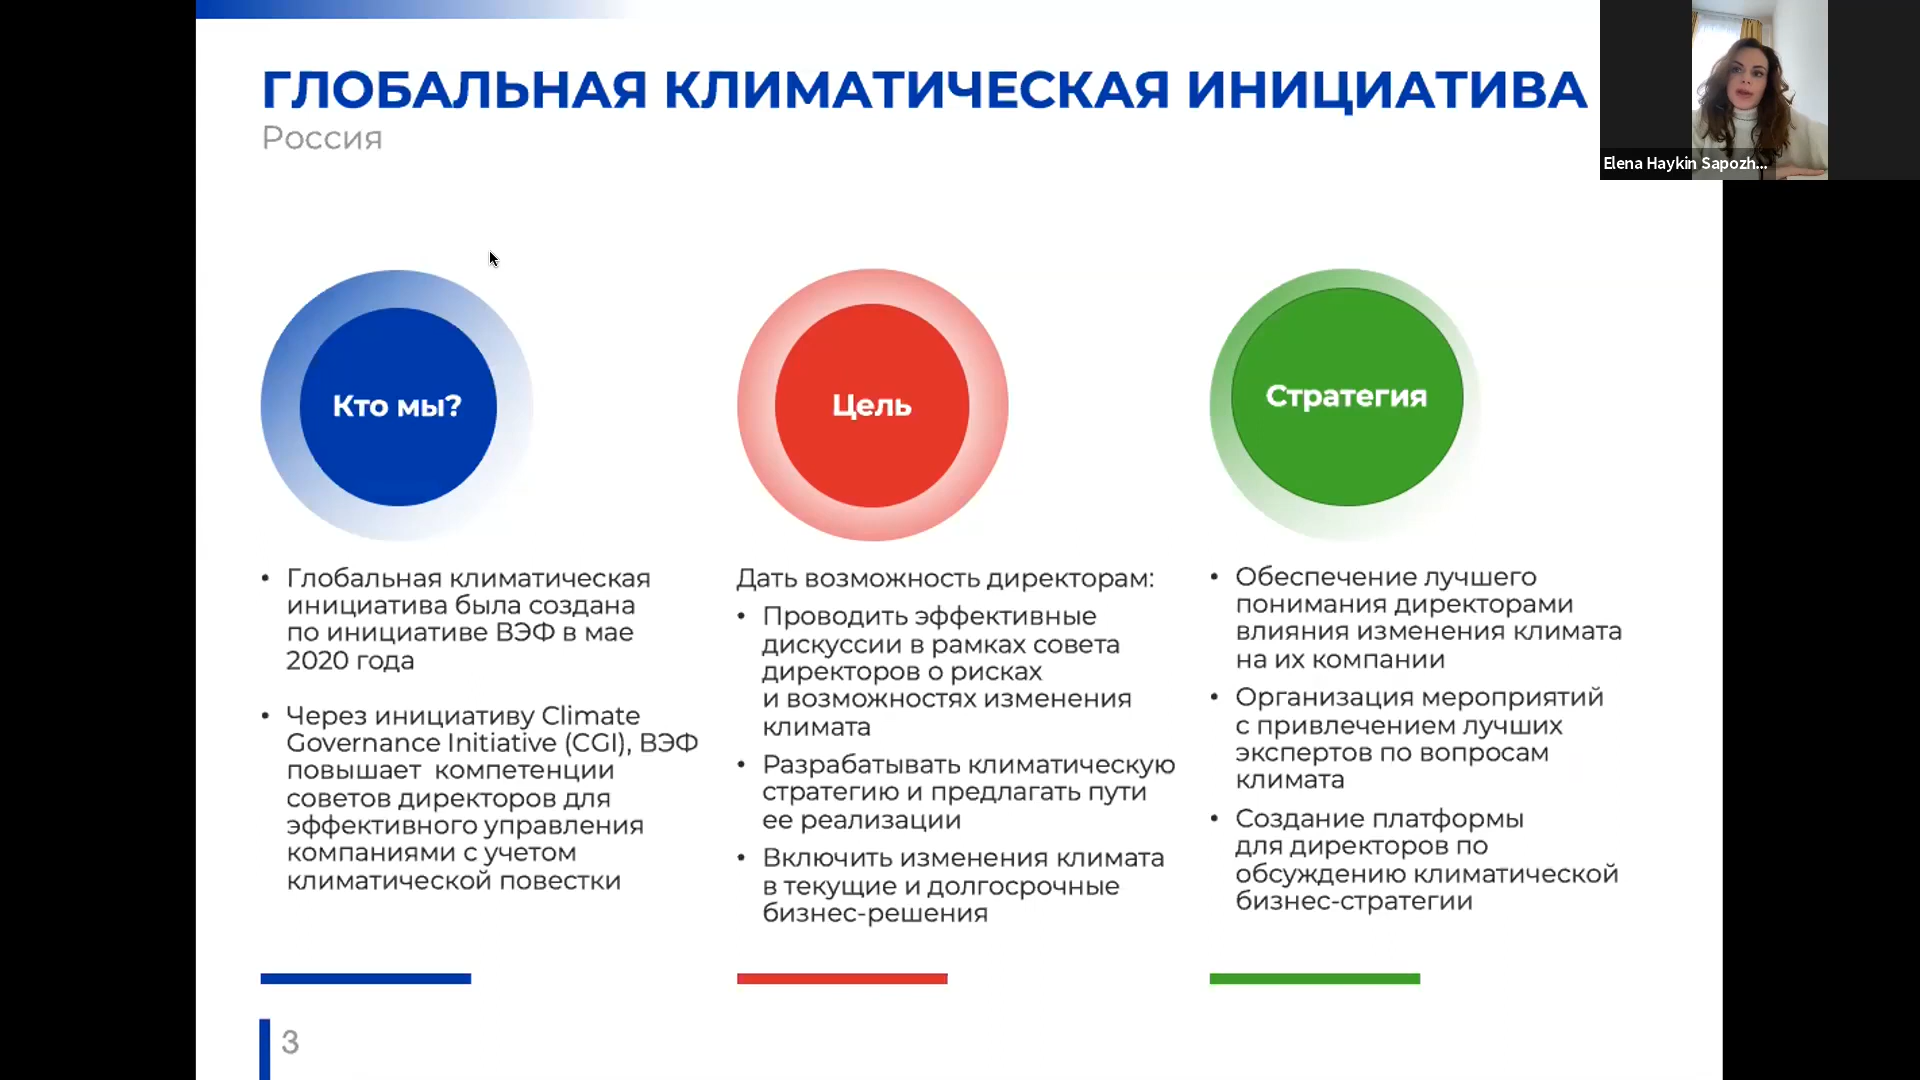 ГЛОБАЛЬНАЯ КЛИМАТИЧЕСКАЯ ИНИЦИАТИВА
Россия
Elena Haykin Sapozh...
Кто мы?
• Глобальная климатическая
инициатива была создана
по инициативе ВЭФ в мае
2020 года
• Через инициативу Climate
Governance Initiative (CGI), ВЭФ
повышает компетенции
советов директоров для
эффективного управления
компаниями с учетом
климатической повестки
Цель
Дать возможность директорам:
• Проводить эффективные
дискуссии в рамках совета
директоров о рисках
и возможностях изменения
климата
• Разрабатывать климатическую
стратегию и предлагать пути
ее реализации
• Включить изменения климата
в текущие и долгосрочные
бизнес-решения
Стратегия
• Обеспечение лучшего
понимания директорами
влияния изменения климата
на их компании
• Организация мероприятий
с привлечением лучших
экспертов по вопросам
климата
• Создание платформы
для директоров по
обсуждению климатической
бизнес-стратегии
3